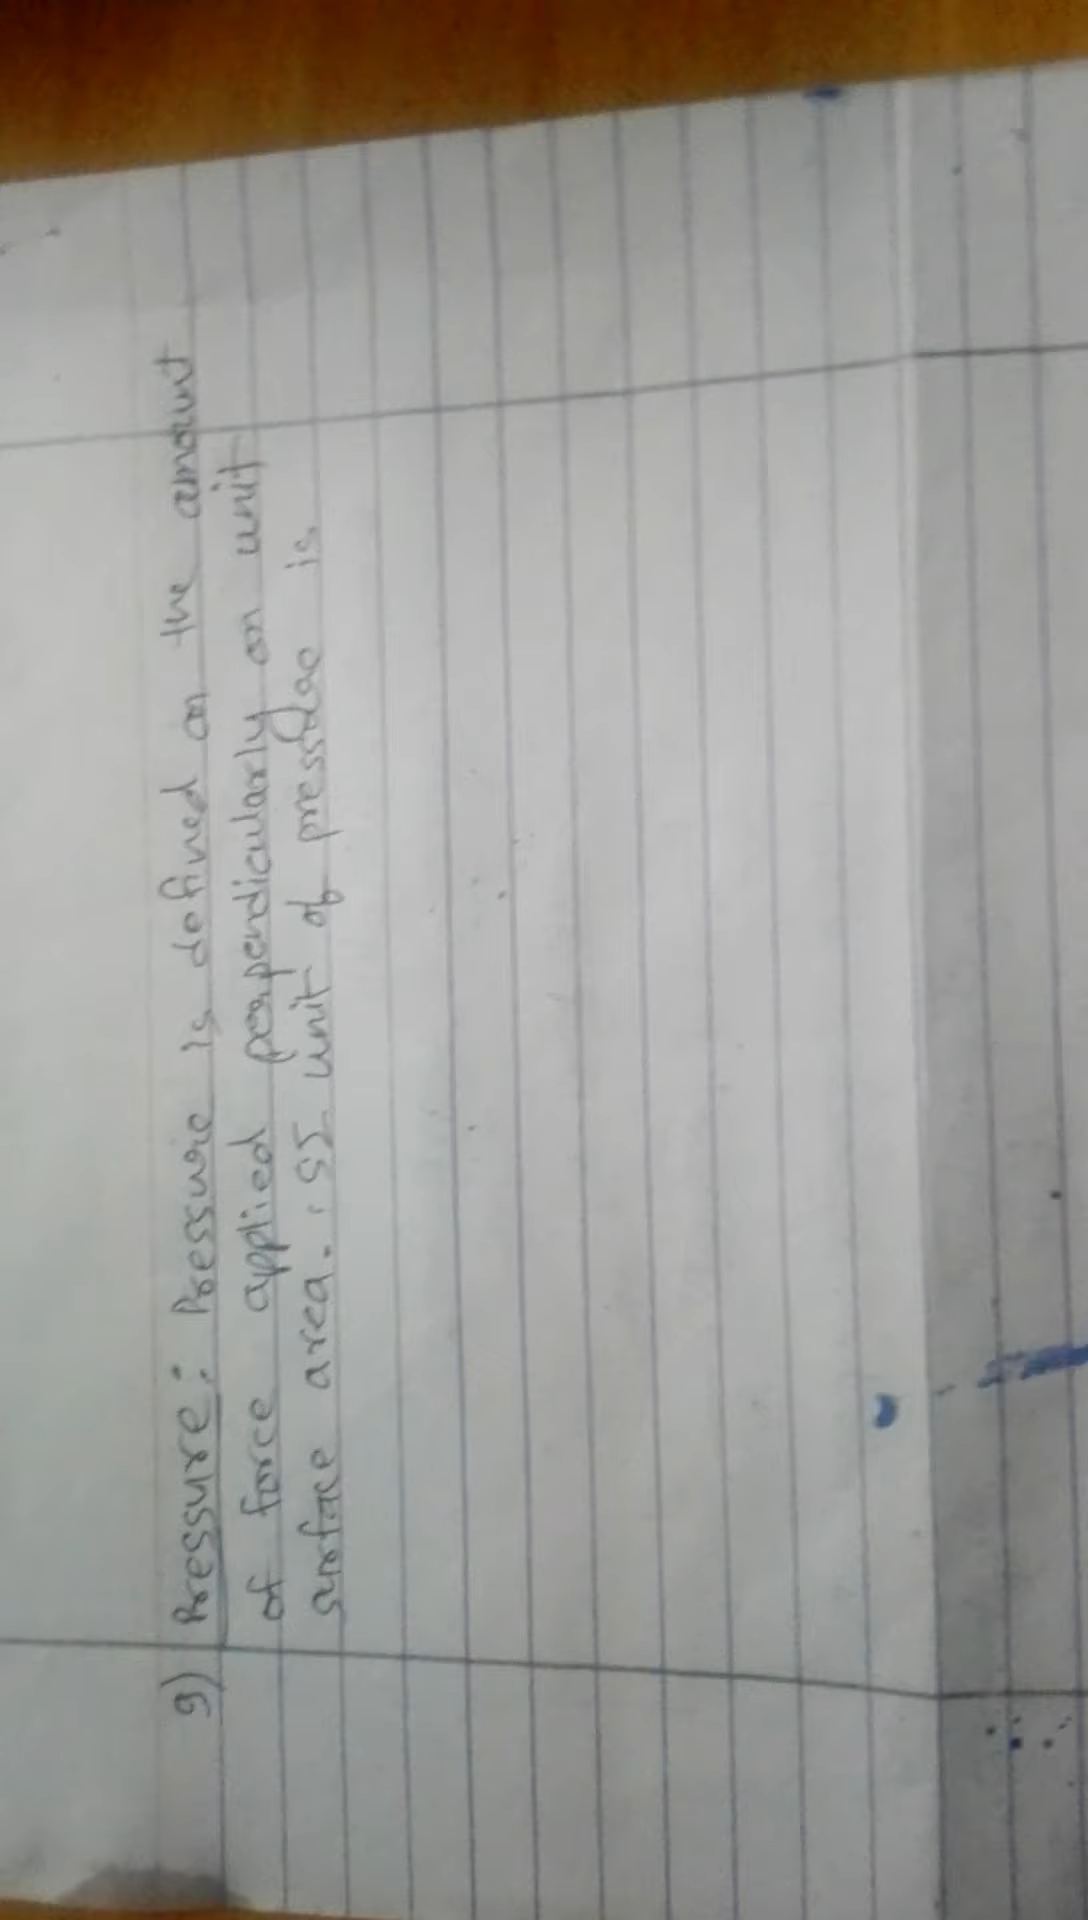 9) Pressure: Pressure is defined as the amount
of force applied perpendicularly on unit
surface area. SI unit of pressure is